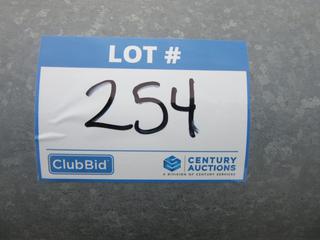 LOT #
254
ClubBid
CENTURY
AUCTIONS
A DIVISION OF CENTURY SERVICES